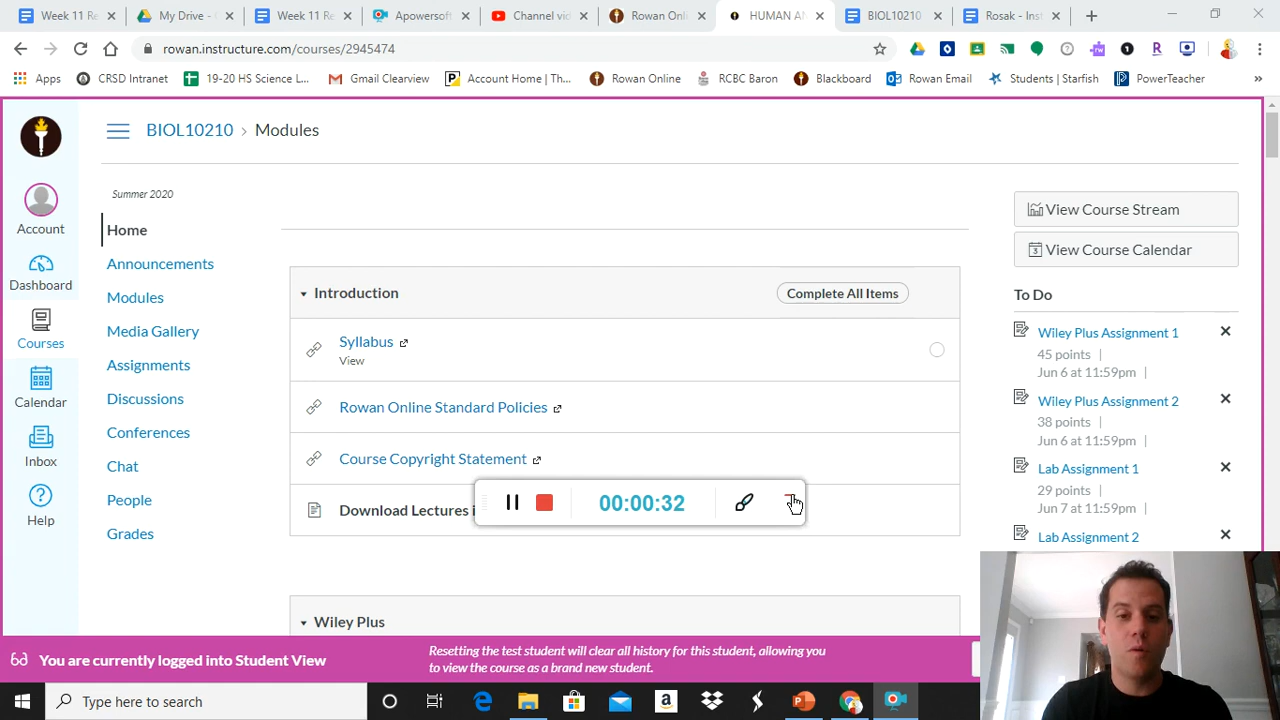 Week 11 Re
My Drive - G
Week 11 Re
Apowersoft
Channel vid
Rowan Onli
HUMAN AN
BIOL10210
Rosak - Inst
rowan.instructure.com/courses/2945474
Apps
CRSD Intranet
19-20 HS Science L...
Gmail Clearview
Account Home | Th...
Rowan Online
RCBC Baron
Blackboard
Rowan Email
Students | Starfish
PowerTeacher
BIOL10210 › Modules
Summer 2020
Account
Dashboard
Courses
Calendar
Inbox
Help
Home
Announcements
Modules
Media Gallery
Assignments
Discussions
Conferences
Chat
People
Grades
Introduction
Complete All Items
Syllabus
View
Rowan Online Standard Policies
Course Copyright Statement
Download Lectures i
00:00:32
Wiley Plus
View Course Stream
View Course Calendar
To Do
Wiley Plus Assignment 1
45 points |
Jun 6 at 11:59pm |
Wiley Plus Assignment 2
38 points |
Jun 6 at 11:59pm |
Lab Assignment 1
29 points |
Jun 7 at 11:59pm |
Lab Assignment 2
You are currently logged into Student View
Resetting the test student will clear all history for this student, allowing you
to view the course as a brand new student.
Type here to search